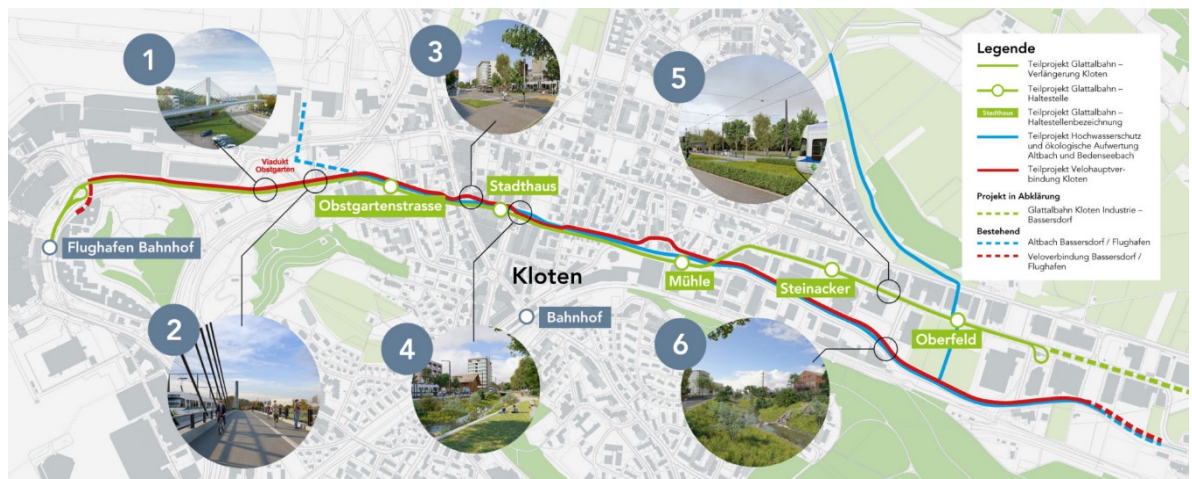 1
3
5
Viadukt
Obstgarten
Stadthaus
Obstgartenstrasse
Flughafen Bahnhof
Kloten
Mühle
Steinacker
Bahnhof
Oberfeld
2
4
6
Legende
Teilprojekt Glattalbahn –
Verlängerung Kloten
Teilprojekt Glattalbahn –
Haltestelle
Stadthaus
Teilprojekt Glattalbahn –
Haltestellenbezeichnung
Teilprojekt Hochwasserschutz
und ökologische Aufwertung
Altbach und Bedenseebach
Teilprojekt Velohauptver-
bindung Kloten
Projekt in Abklärung
Glattalbahn Kloten Industrie –
Bassersdorf
Bestehend
Altbach Bassersdorf / Flughafen
Veloverbindung Bassersdorf /
Flughafen